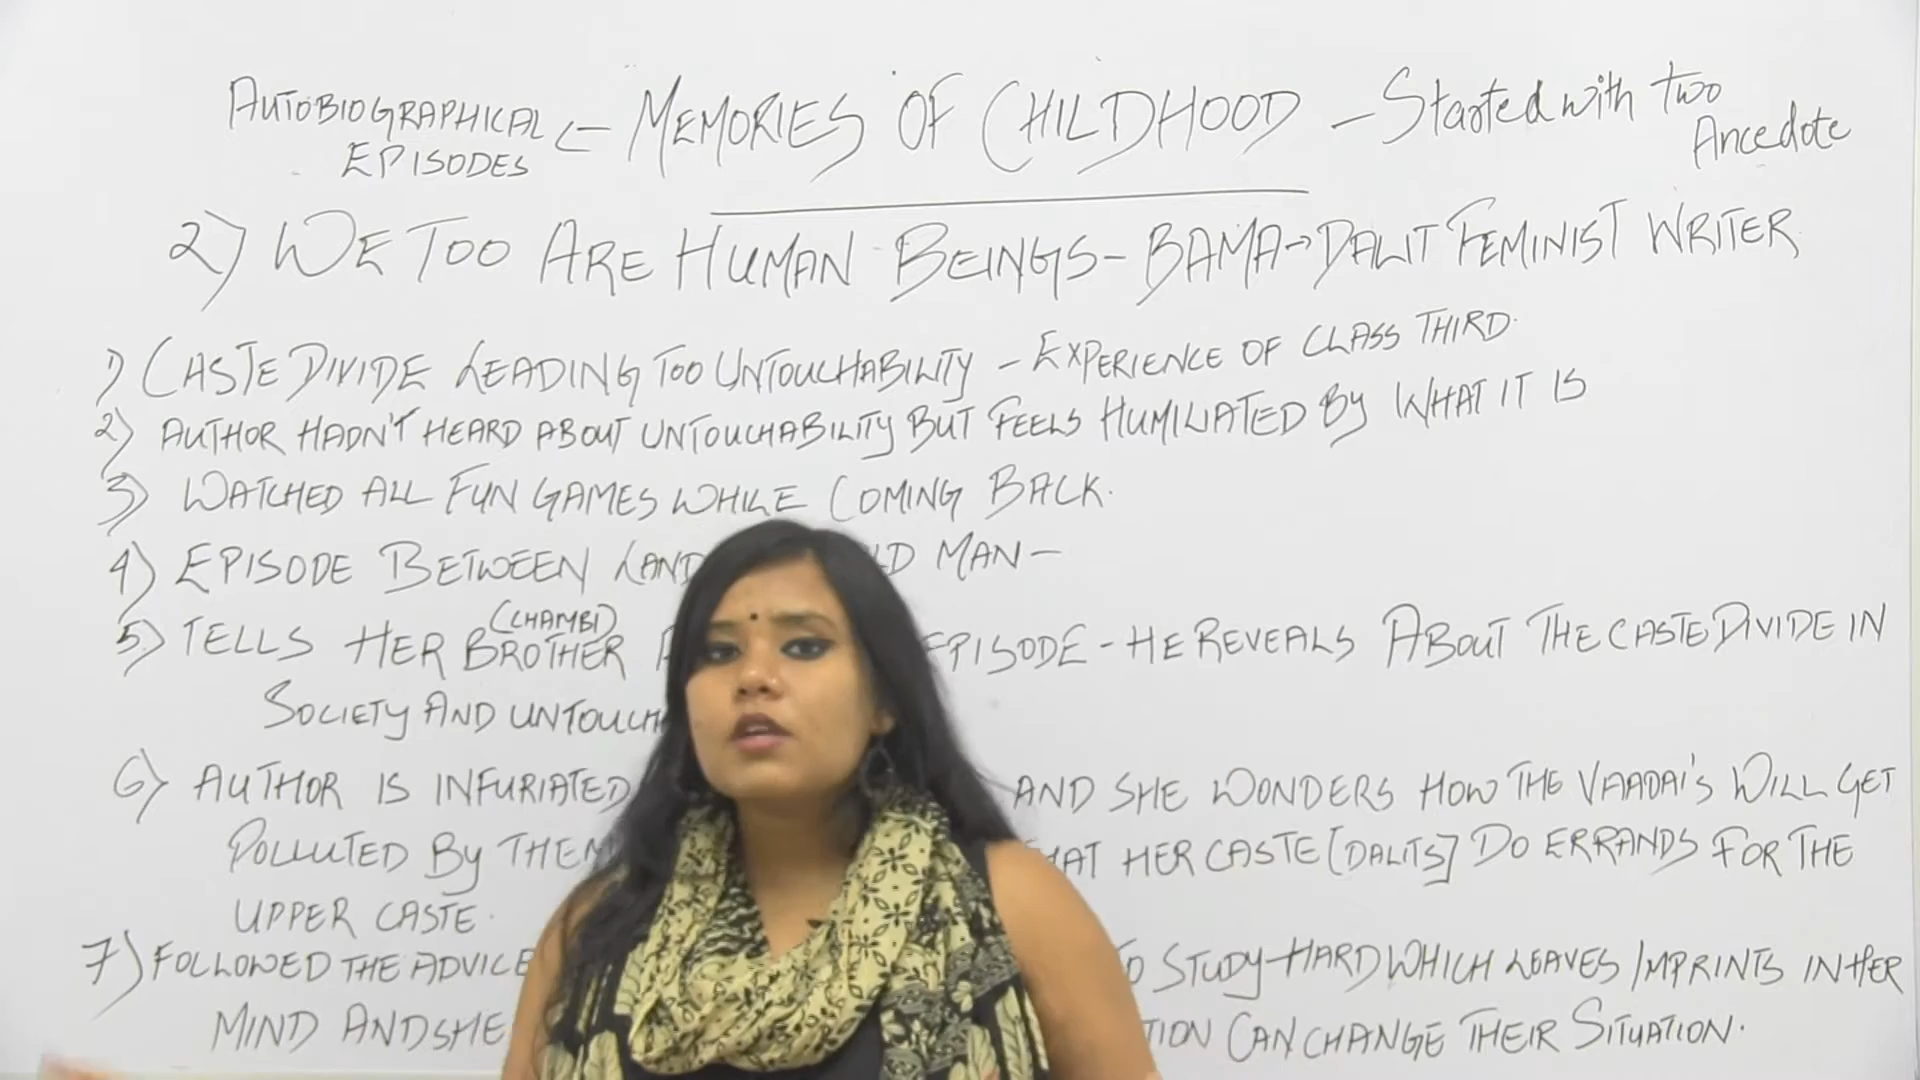 AUTOBIOGRAPHICAL EPISODES <- MEMORIES OF CHILDHOOD - Started with two Ancedote
2) WE TOO ARE HUMAN BEINGS - BAMA -> DALIT FEMINIST WRITER
1) CASTE DIVIDE LEADING TOO UNTOUCHABILITY - EXPERIENCE OF CLASS THIRD.
2) AUTHOR HADN'T HEARD ABOUT UNTOUCHABILITY BUT FEELS HUMILIATED BY WHAT IT IS
3) WATCHED ALL FUN GAMES WHILE COMING BACK.
4) EPISODE BETWEEN MAN -
(CHAMBI)
5) TELLS HER BROTHER EPISODE - HE REVEALS ABOUT THE CASTE DIVIDE IN
SOCIETY AND
6) AUTHOR IS INFURIATED AND SHE WONDERS HOW THE VAADAI'S WILL GET
POLLUTED BY HER CASTE [DALITS] DO ERRANDS FOR THE
UPPER CASTE.
7) FOLLOWED THE ADVICE STUDY HARD WHICH LEAVES IMPRINTS IN HER
MIND AND SHE CAN CHANGE THEIR SITUATION.